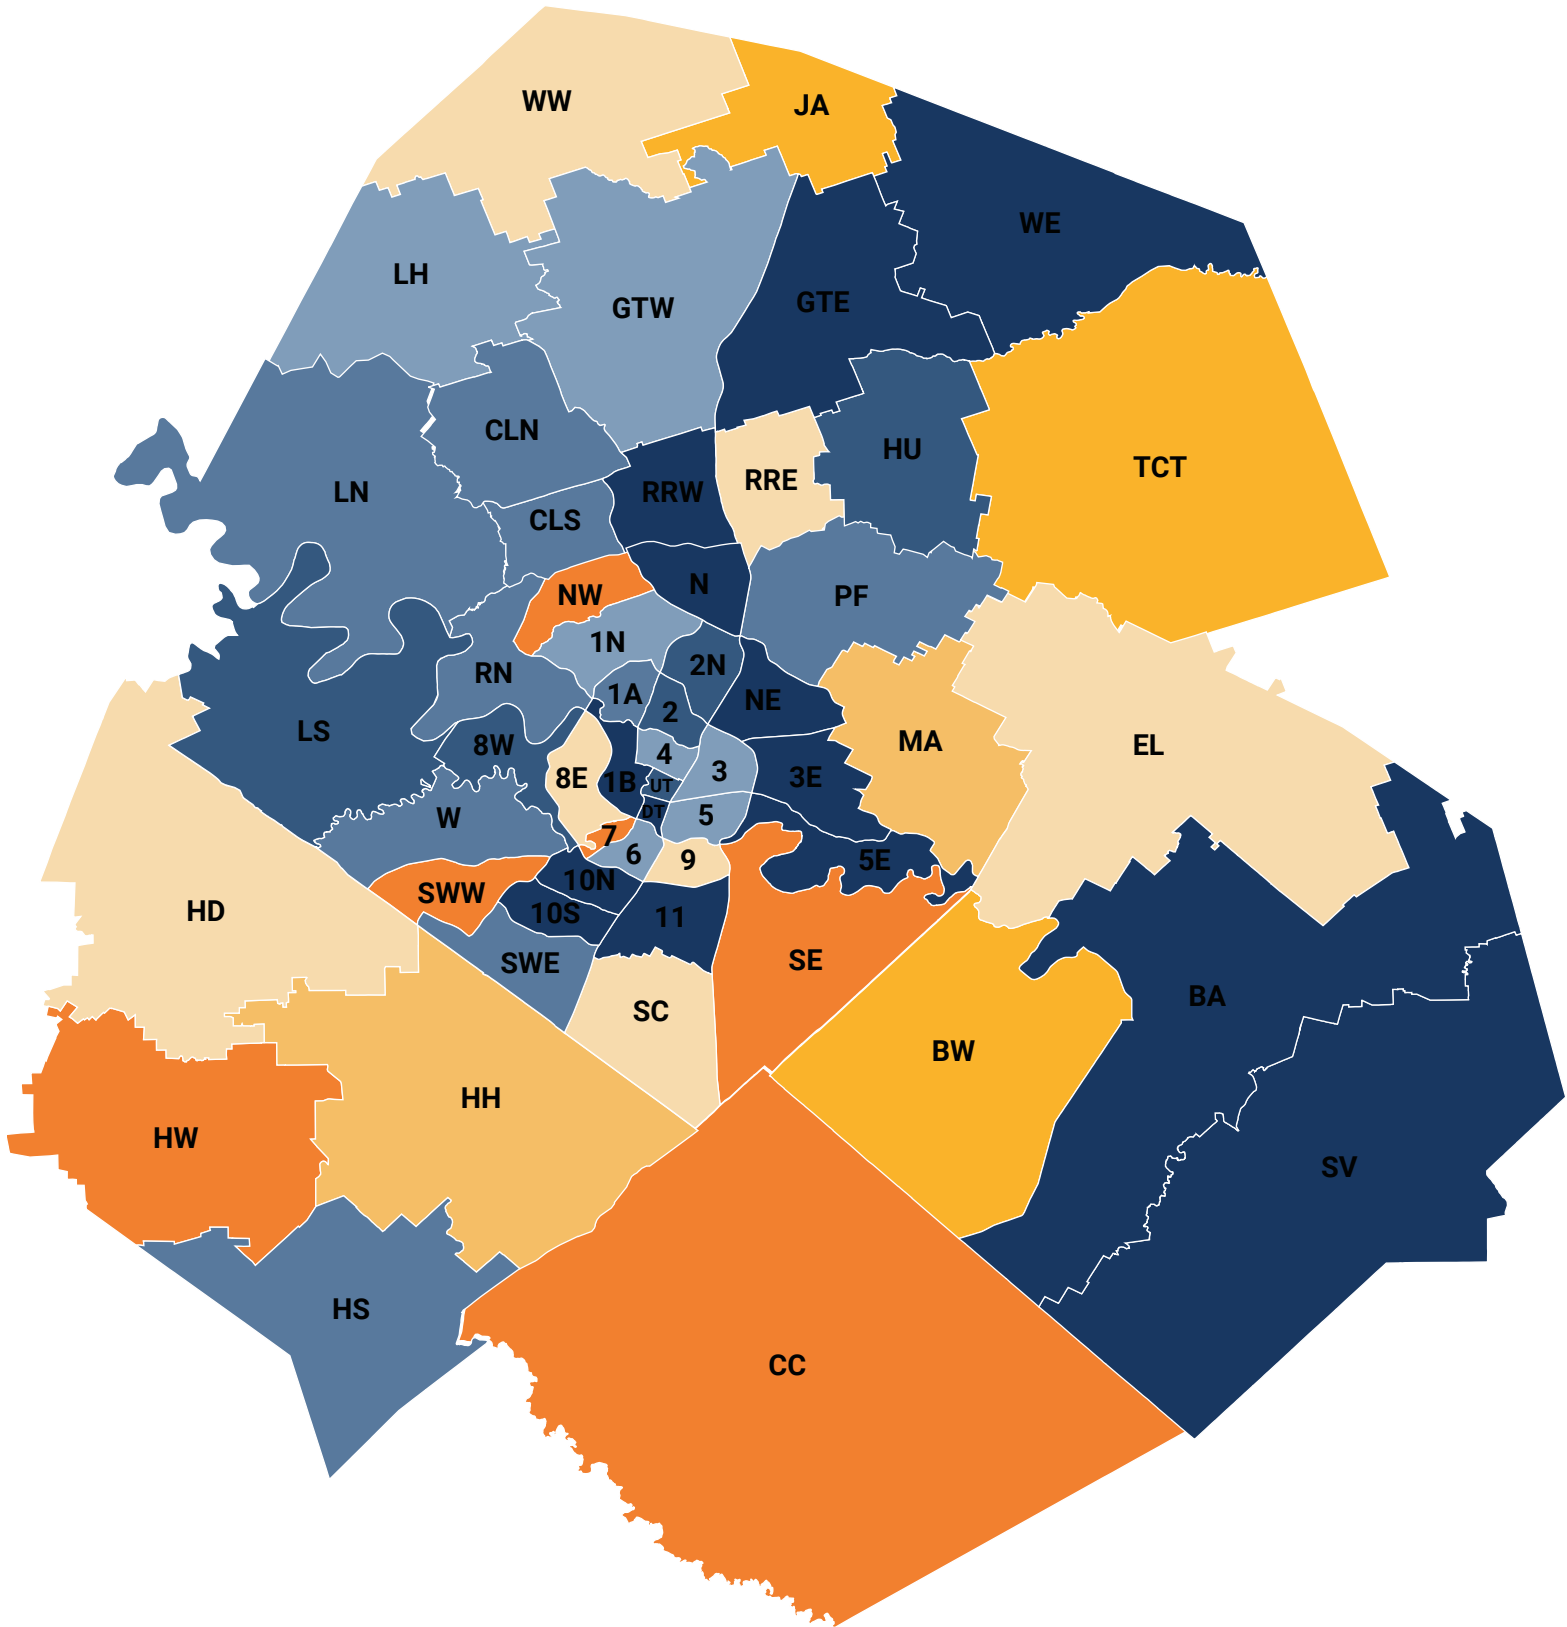 WW
JA
WE
LH
GTW
GTE
CLN
HU
TCT
RRE
LN
RRW
CLS
N
NW
PF
1N
2N
RN
1A
NE
2
LS
MA
EL
8W
4
3
8E
1B
3E
UT
DT
5
W
7
6
9
5E
10N
SWW
HD
10S
11
SWE
SE
BA
SC
BW
HH
HW
SV
HS
CC